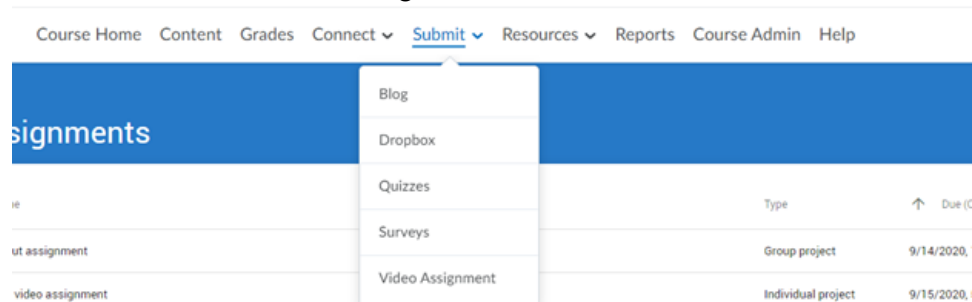 Course Home Content Grades Connect Submit Resources Reports Course Admin Help
Blog
signments
Dropbox
Quizzes
Type Due (
Surveys
ut assignment Group project 9/14/2020,
Video Assignment
video assignment Individual project 9/15/2020,